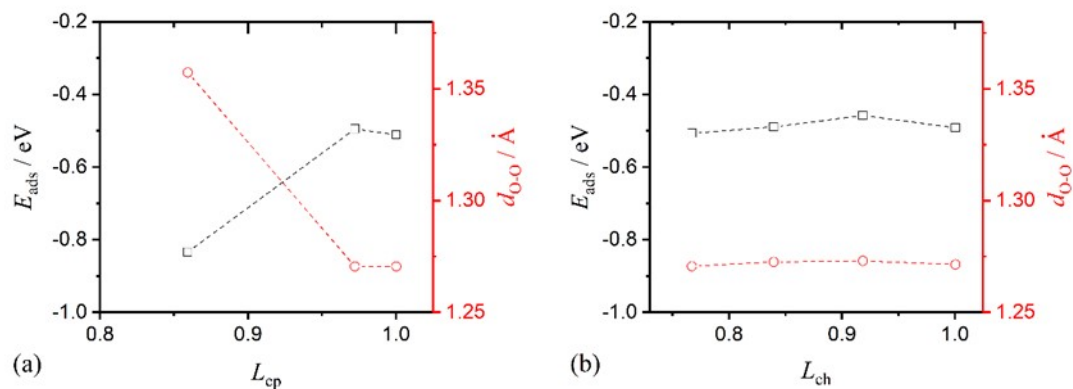 -0.2
-0.4
-0.6
-0.8
-1.0
E_ads / eV
0.8
0.9
1.0
L_cp
1.35
1.30
1.25
d_O-O / Å
(a)
-0.2
-0.4
-0.6
-0.8
-1.0
E_ads / eV
0.8
0.9
1.0
L_ch
1.35
1.30
1.25
d_O-O / Å
(b)